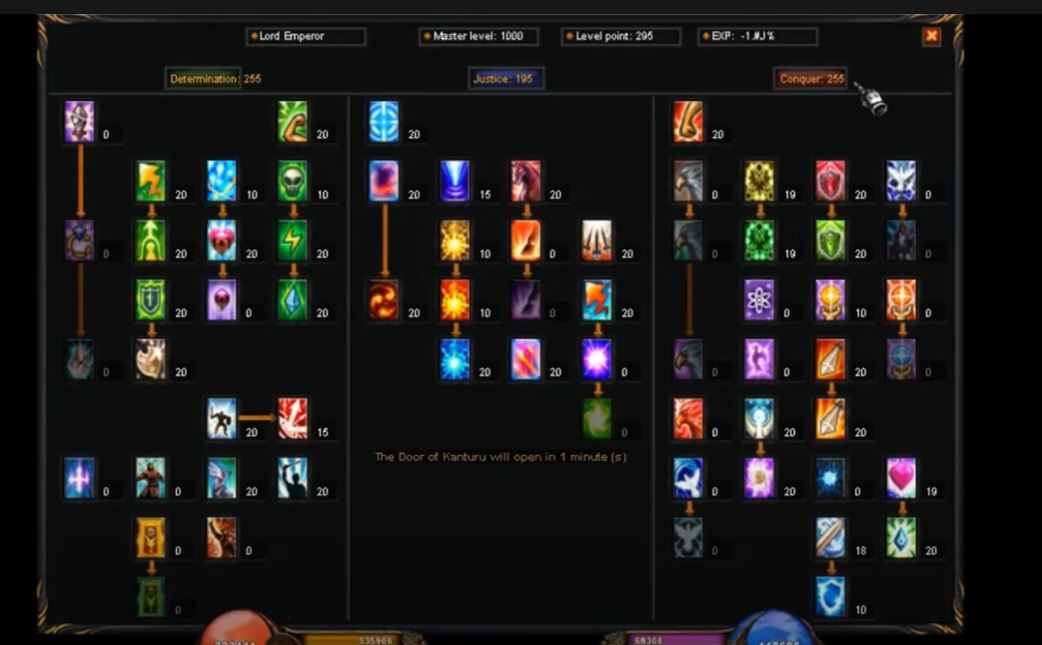 Lord Emperor Master level: 1000 Level point: 295 EXP: -1.#J%
Determination: 255 Justice: 195 Conquer: 255
0 20 20 20
20 10 10 20 15 20 0 19 20 0
0 20 20 20 10 0 20 0 19 20 0
20 0 20 20 10 0 20 0 10 0
0 20 20 20 0 0 0 20 0
20 15 0 0 20 20
The Door of Kanturu will open in 1 minute (s)
0 0 20 20 0 20 0 19
0 0 0 18 20
0 10
535906 68308